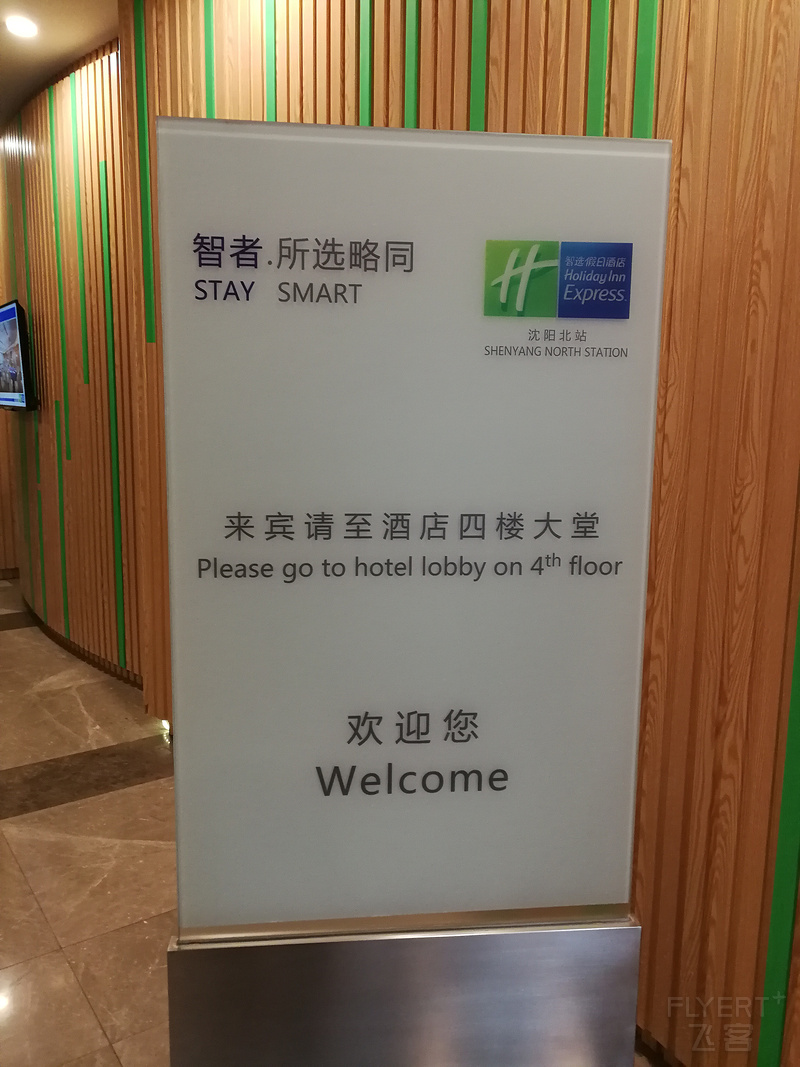 智者.所选略同
STAY SMART
智选假日酒店
Holiday Inn
Express
沈阳北站
SHENYANG NORTH STATION
来宾请至酒店四楼大堂
Please go to hotel lobby on 4th floor
欢迎您
Welcome
FLYERT+
飞客